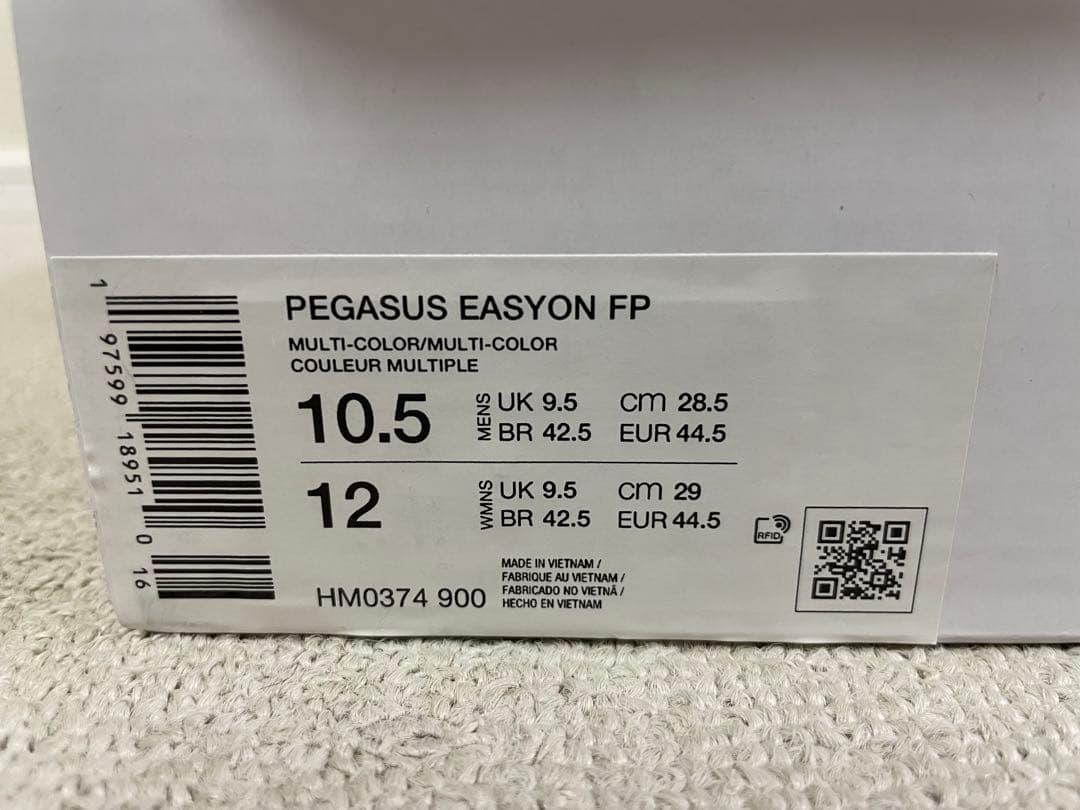 PEGASUS EASYON FP
MULTI-COLOR/MULTI-COLOR
COULEUR MULTIPLE
10.5
MENS
UK 9.5 cm 28.5
BR 42.5 EUR 44.5
12
WMNS
UK 9.5 cm 29
BR 42.5 EUR 44.5
RFID
MADE IN VIETNAM /
FABRIQUE AU VIETNAM /
FABRICADO NO VIETNÃ /
HECHO EN VIETNAM
HM0374 900
1 97599 18951 0 16